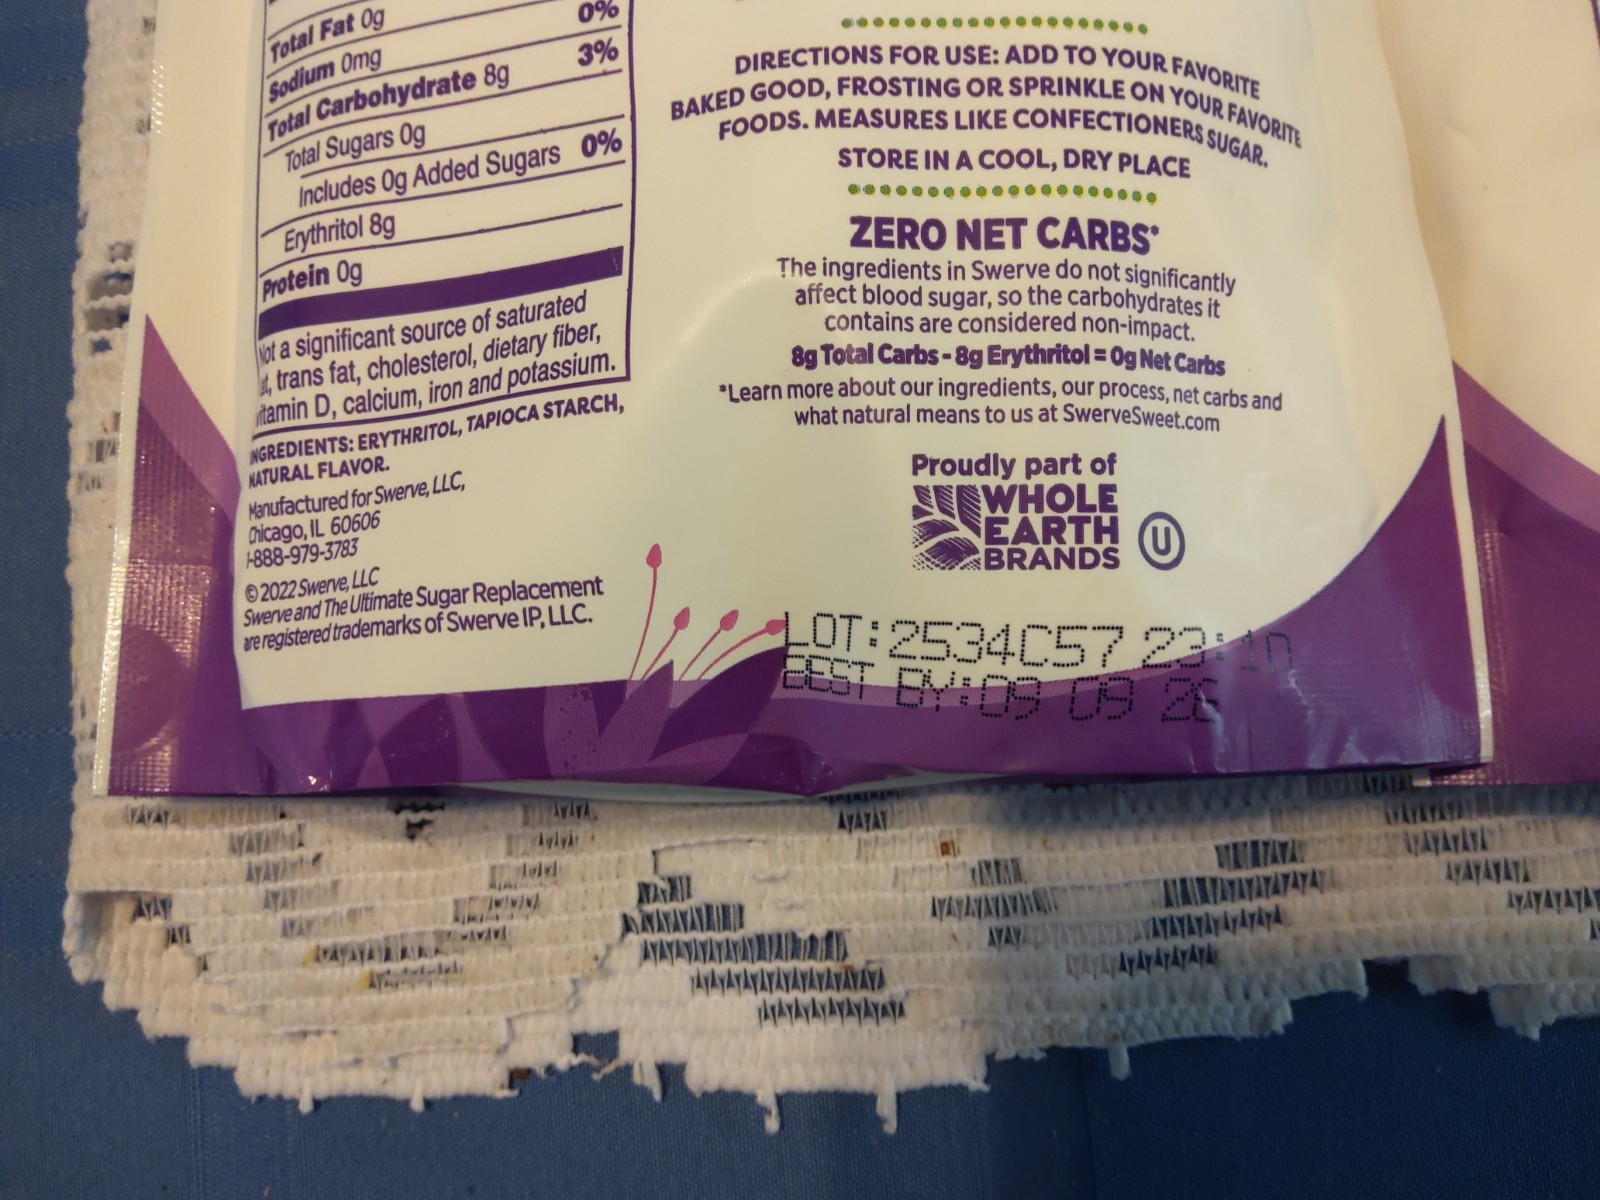 Total Fat 0g 0%
Sodium 0mg
Total Carbohydrate 8g 3%
Total Sugars 0g
Includes 0g Added Sugars 0%
Erythritol 8g
Protein 0g
Not a significant source of saturated
trans fat, cholesterol, dietary fiber,
vitamin D, calcium, iron and potassium.
INGREDIENTS: ERYTHRITOL, TAPIOCA STARCH,
NATURAL FLAVOR.
Manufactured for Swerve, LLC,
Chicago, IL 60606
1-888-979-3783
© 2022 Swerve, LLC
Swerve and The Ultimate Sugar Replacement
are registered trademarks of Swerve IP, LLC.
DIRECTIONS FOR USE: ADD TO YOUR FAVORITE
BAKED GOOD, FROSTING OR SPRINKLE ON YOUR FAVORITE
FOODS. MEASURES LIKE CONFECTIONERS SUGAR.
STORE IN A COOL, DRY PLACE
ZERO NET CARBS*
The ingredients in Swerve do not significantly
affect blood sugar, so the carbohydrates it
contains are considered non-impact.
8g Total Carbs - 8g Erythritol = 0g Net Carbs
*Learn more about our ingredients, our process, net carbs and
what natural means to us at SwerveSweet.com
Proudly part of
WHOLE
EARTH
BRANDS
U
LOT:2534C57 23:10
BEST BY:09 09 26